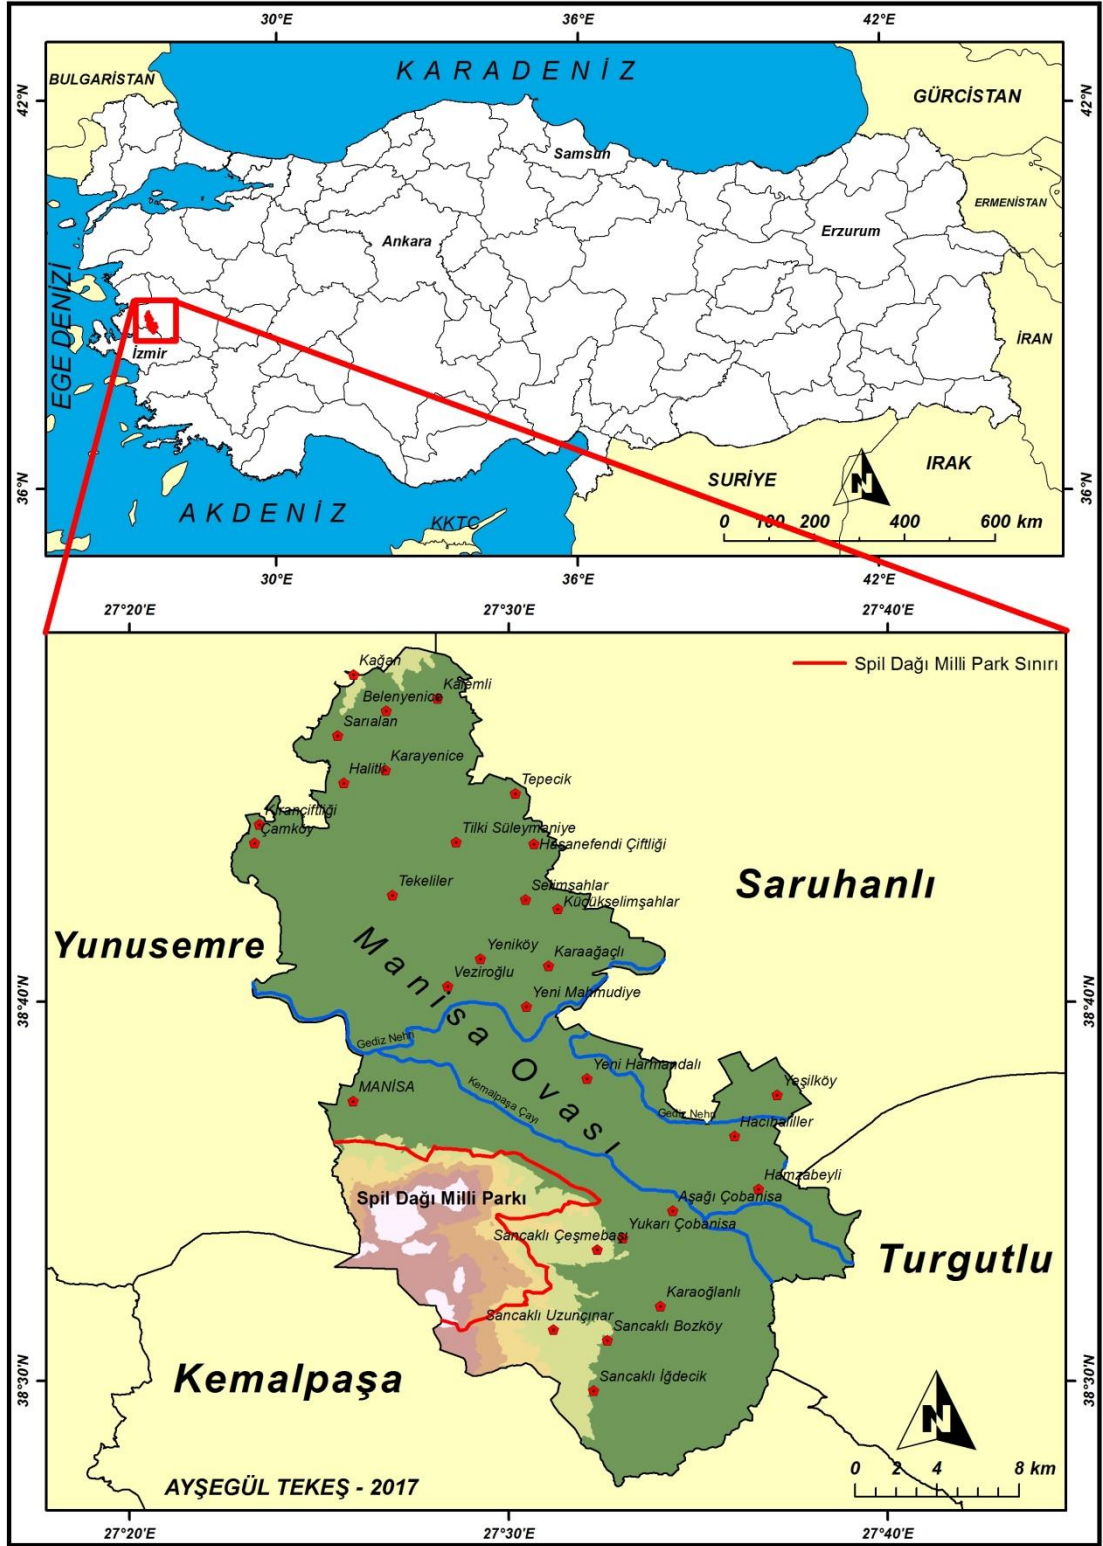 30°E 36°E 42°E
42°N
42°N
KARADENİZ
BULGARİSTAN
GÜRCİSTAN
Samsun
ERMENİSTAN
Ankara
Erzurum
EGE DENİZİ
İzmir
İRAN
36°N
36°N
SURİYE
IRAK
N
AKDENİZ
KKTC
0 100 200 400 600 km
30°E 36°E 42°E
27°20'E 27°30'E 27°40'E
Spil Dağı Milli Park Sınırı
Kağan
Kalemli
Belenyenice
Sarıalan
Karayenice
Halitli
Tepecik
Kırançiftliği
Çamköy
Tilki Süleymaniye
Hasanefendi Çiftliği
Saruhanlı
Tekeliler
Selimşahlar
Küçükselimşahlar
Yunusemre
Manisa Ovası
Yeniköy
Karaağaçlı
Veziroğlu
Yeni Mahmudiye
38°40'N
38°40'N
Gediz Nehri
Yeni Harmandalı
MANİSA
Kemalpaşa Çayı
Yeşilköy
Gediz Nehri
Hacıhaliller
Hamzabeyli
Spil Dağı Milli Parkı
Aşağı Çobanisa
Yukarı Çobanisa
Sancaklı Çeşmebaşı
Turgutlu
Karaoğlanlı
Sancaklı Uzunçınar
Sancaklı Bozköy
Kemalpaşa
Sancaklı İğdecik
38°30'N
38°30'N
N
AYŞEGÜL TEKEŞ - 2017
0 2 4 8 km
27°20'E 27°30'E 27°40'E